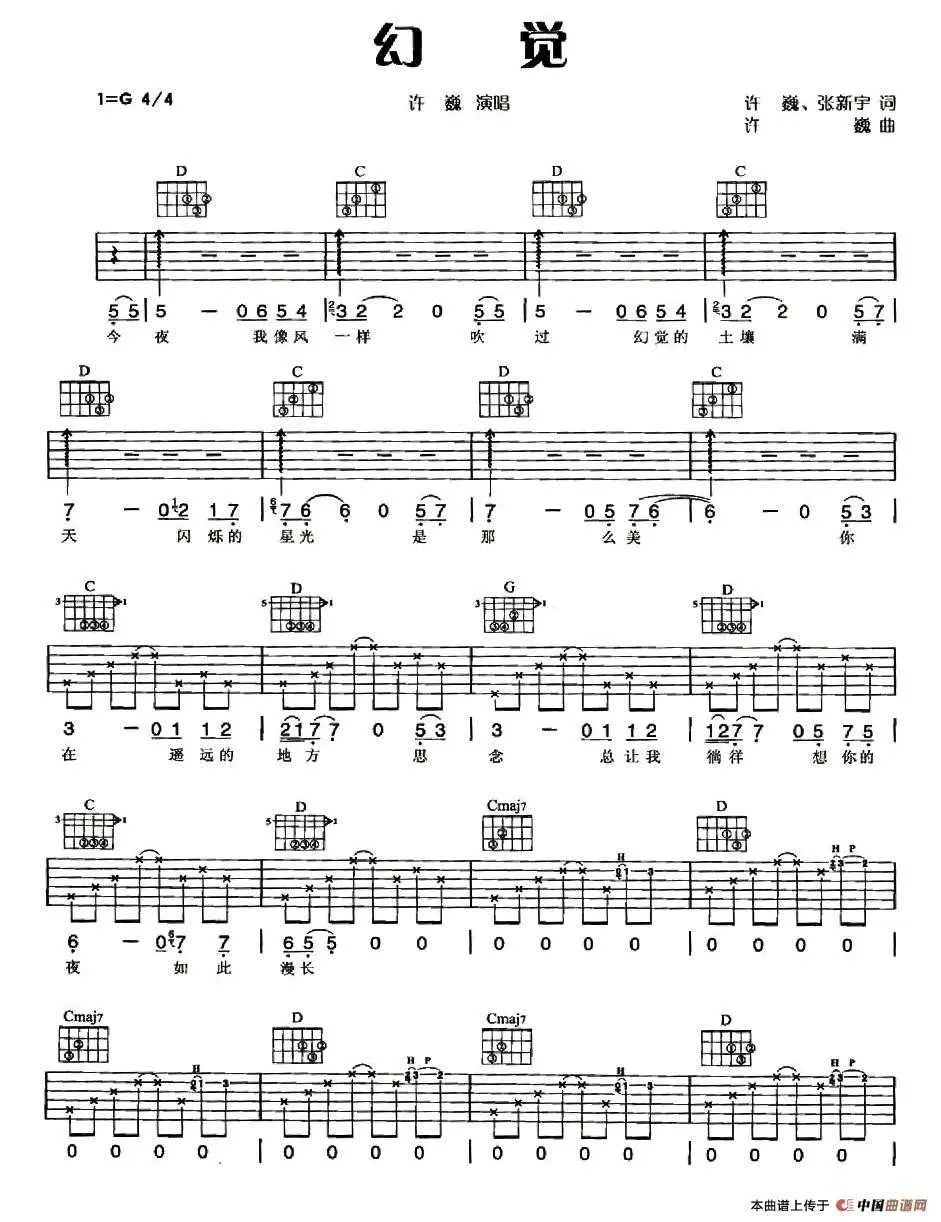 幻 觉
1=G 4/4 许 巍 演唱 许 巍、张新宇 词
许 巍 曲
D C D C
5 5 | 5 － 0 6 5 4 | 3 2 2 0 5 | 5 － 0 6 5 4 | 3 2 2 0 5 7 |
今 夜 我像风 一样 吹 过 幻觉的 土壤 满
D C D C
7 － 0 1 2 1 7 | 7 6 6 0 5 7 | 7 － 0 5 7 6 | 6 － 0 5 3 |
天 闪 烁的 星光 是 那 么美 你
C D G D
3 5 3 5
3 － 0 1 1 2 | 2 1 7 7 0 5 3 | 3 － 0 1 1 2 | 1 2 7 7 0 5 7 5 |
在 遥 远的 地方 思 念 总让我 徜徉 想你的
C D Cmaj7 D
3 5
H H P
6 － 0 7 7 | 6 5 5 0 0 | 0 0 0 0 | 0 0 0 0 |
夜 如 此 漫长
Cmaj7 D Cmaj7 D
H H P H H P
0 0 0 0 | 0 0 0 0 | 0 0 0 0 | 0 0 0 0 |
本曲谱上传于 中国曲谱网